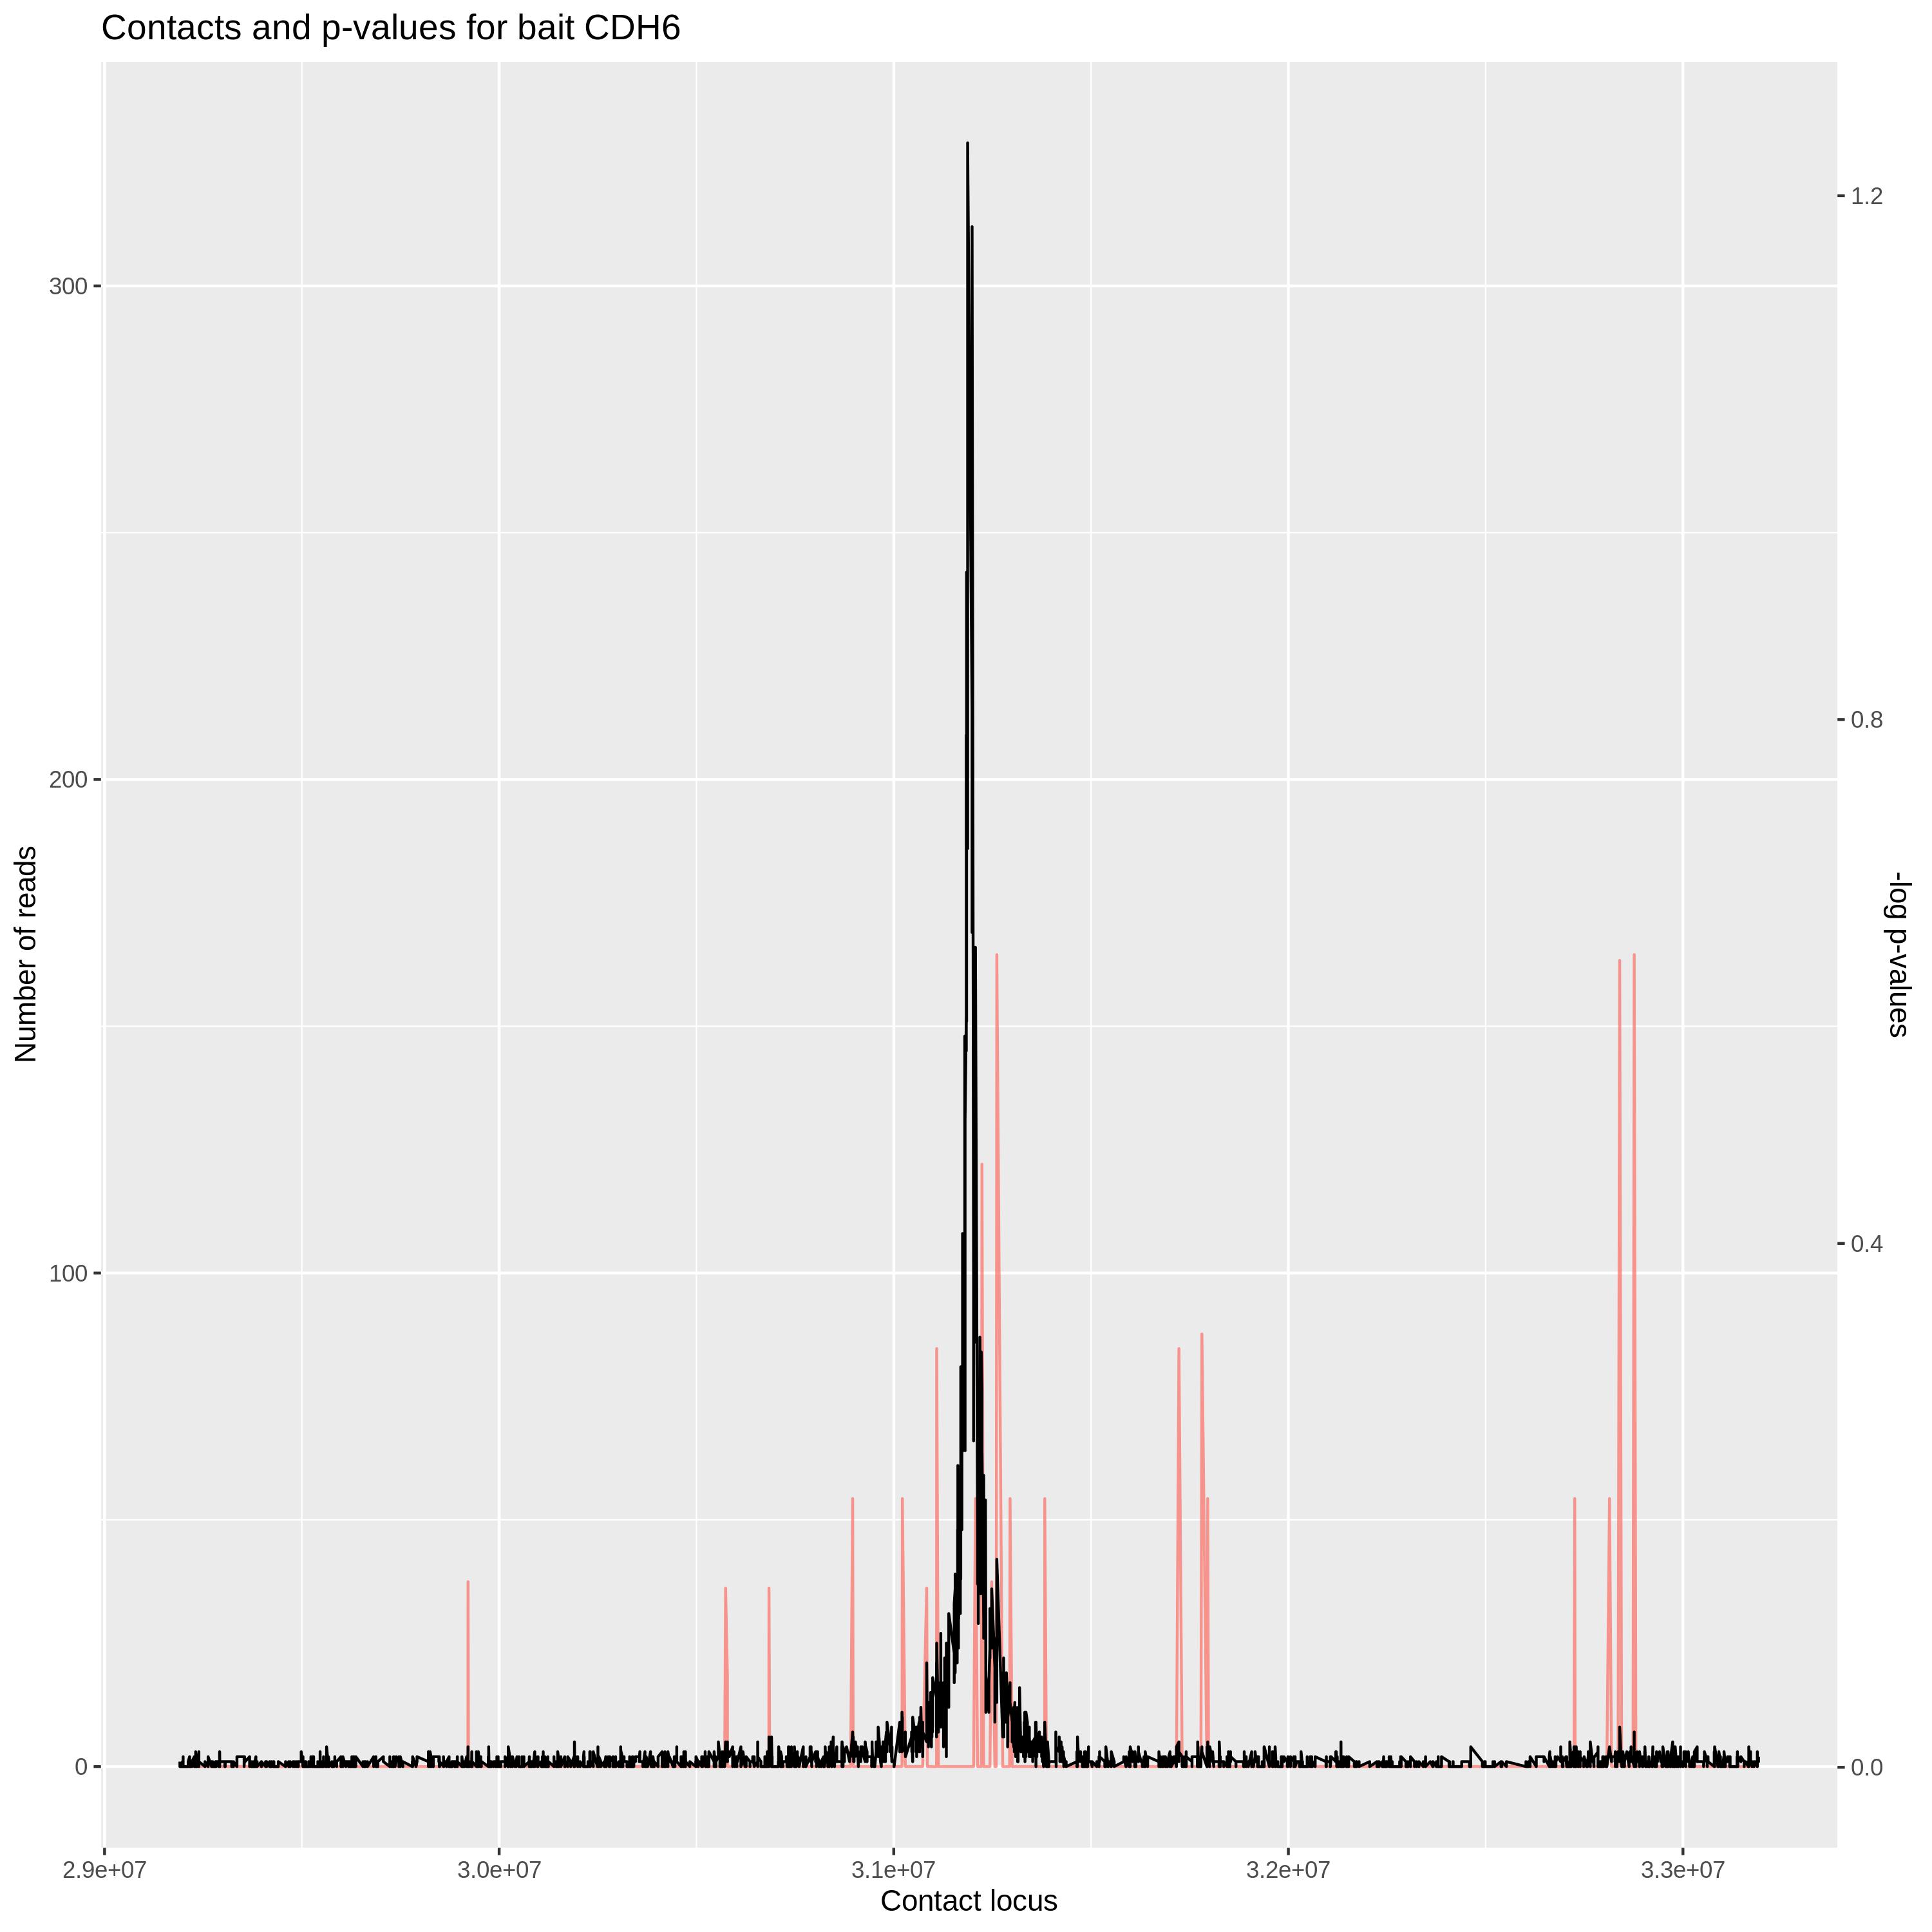 Contacts and p-values for bait CDH6
300
200
100
0
Number of reads
1.2
0.8
0.4
0.0
-log p-values
2.9e+07
3.0e+07
3.1e+07
3.2e+07
3.3e+07
Contact locus